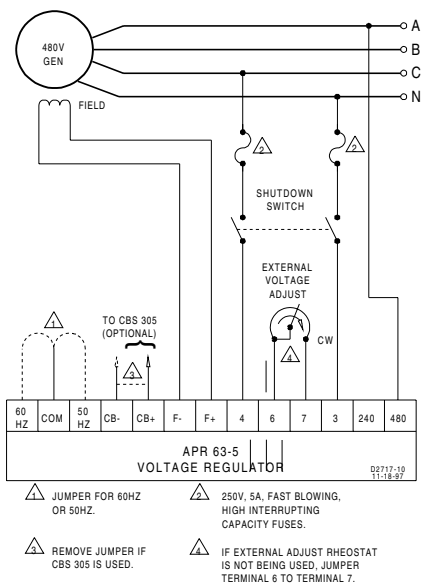 A
480V
GEN
B
C
N
FIELD
2
2
SHUTDOWN
SWITCH
EXTERNAL
VOLTAGE
ADJUST
1
TO CBS 305
(OPTIONAL)
CW
3
4
60
HZ
COM
50
HZ
CB-
CB+
F-
F+
4
6
7
3
240
480
APR 63-5
VOLTAGE REGULATOR
D2717-10
11-18-97
1 JUMPER FOR 60HZ
OR 50HZ.
2 250V, 5A, FAST BLOWING,
HIGH INTERRUPTING
CAPACITY FUSES.
3 REMOVE JUMPER IF
CBS 305 IS USED.
4 IF EXTERNAL ADJUST RHEOSTAT
IS NOT BEING USED, JUMPER
TERMINAL 6 TO TERMINAL 7.